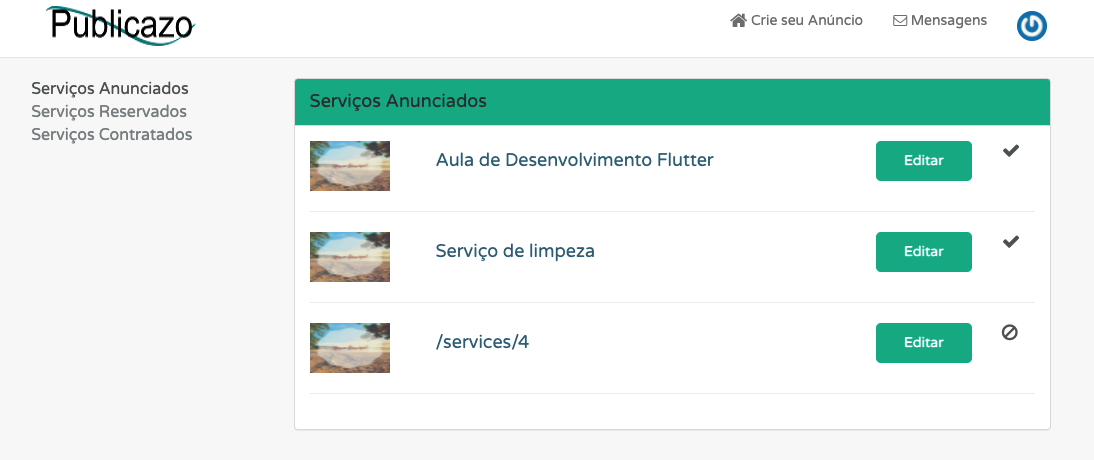 Publicazo
Crie seu Anúncio
Mensagens
Serviços Anunciados
Serviços Reservados
Serviços Contratados
Serviços Anunciados
Aula de Desenvolvimento Flutter
Editar
Serviço de limpeza
Editar
/services/4
Editar